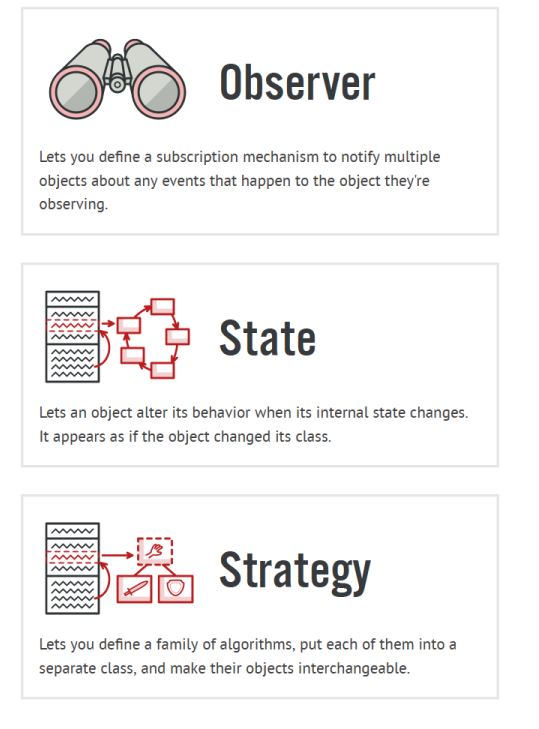 Observer
Lets you define a subscription mechanism to notify multiple
objects about any events that happen to the object they're
observing.
State
Lets an object alter its behavior when its internal state changes.
It appears as if the object changed its class.
Strategy
Lets you define a family of algorithms, put each of them into a
separate class, and make their objects interchangeable.